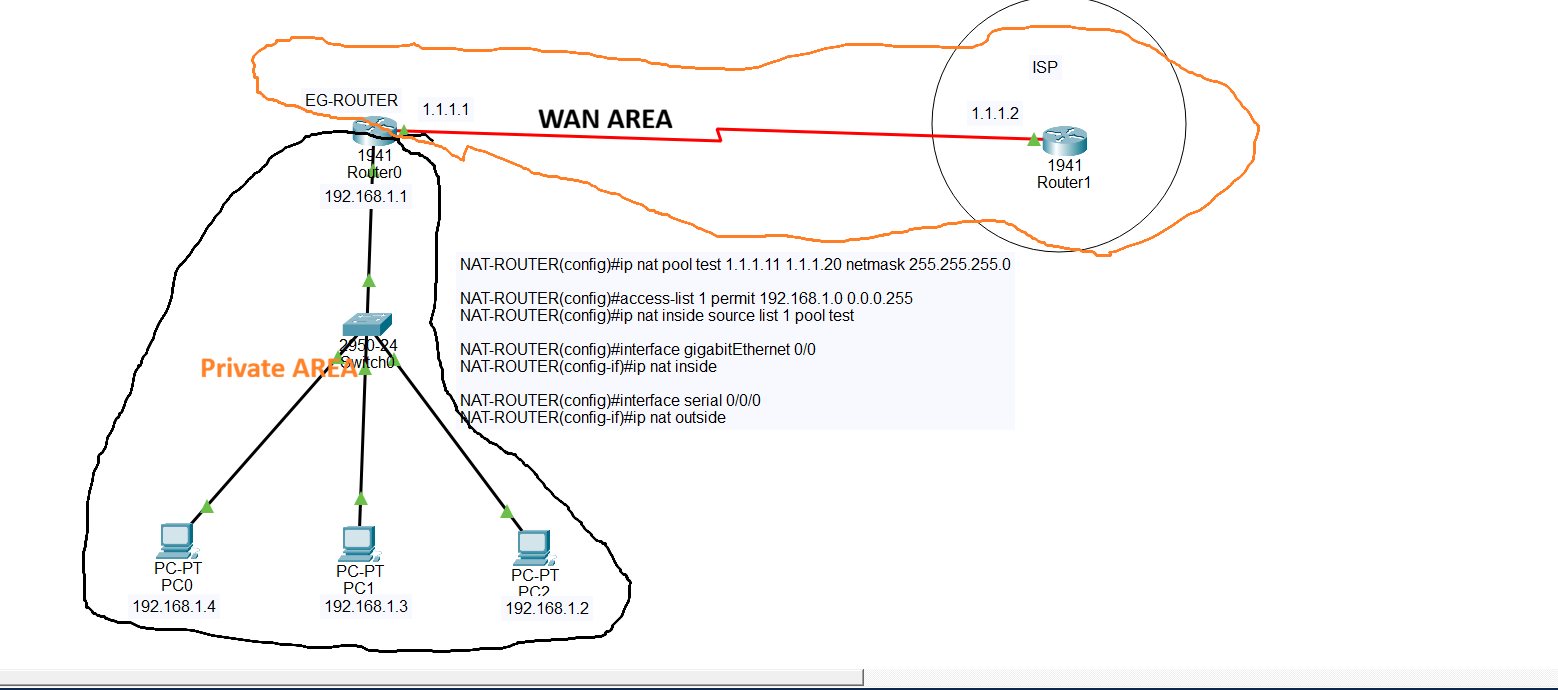 ISP
EG-ROUTER
1.1.1.1
WAN AREA
1.1.1.2
1941
Router0
1941
Router1
192.168.1.1
NAT-ROUTER(config)#ip nat pool test 1.1.1.11 1.1.1.20 netmask 255.255.255.0
NAT-ROUTER(config)#access-list 1 permit 192.168.1.0 0.0.0.255
NAT-ROUTER(config)#ip nat inside source list 1 pool test
NAT-ROUTER(config)#interface gigabitEthernet 0/0
NAT-ROUTER(config-if)#ip nat inside
NAT-ROUTER(config)#interface serial 0/0/0
NAT-ROUTER(config-if)#ip nat outside
2950-24
Switch0
Private AREA
PC-PT
PC0
192.168.1.4
PC-PT
PC1
192.168.1.3
PC-PT
PC2
192.168.1.2